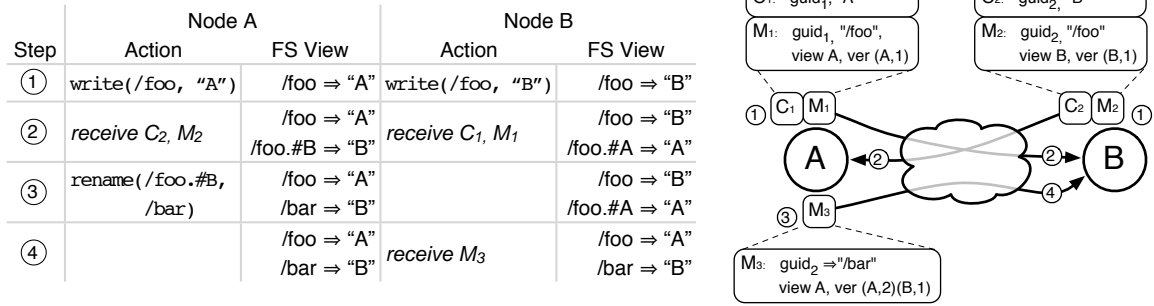 Node A Node B
Step Action FS View Action FS View
① write(/foo, “A”) /foo ⇒ “A” write(/foo, “B”) /foo ⇒ “B”
② receive C2, M2 /foo ⇒ “A” receive C1, M1 /foo ⇒ “B”
/foo.#B ⇒ “B” /foo.#A ⇒ “A”
③ rename(/foo.#B, /foo ⇒ “A” /foo ⇒ “B”
/bar) /bar ⇒ “B” /foo.#A ⇒ “A”
④ /foo ⇒ “A” receive M3 /foo ⇒ “A”
/bar ⇒ “B” /bar ⇒ “B”
M1: guid1, "/foo",
view A, ver (A,1)
M2: guid2, "/foo"
view B, ver (B,1)
① C1 M1
C2 M2 ①
A ② ② B
④
③ M3
M3: guid2 ⇒"/bar"
view A, ver (A,2)(B,1)